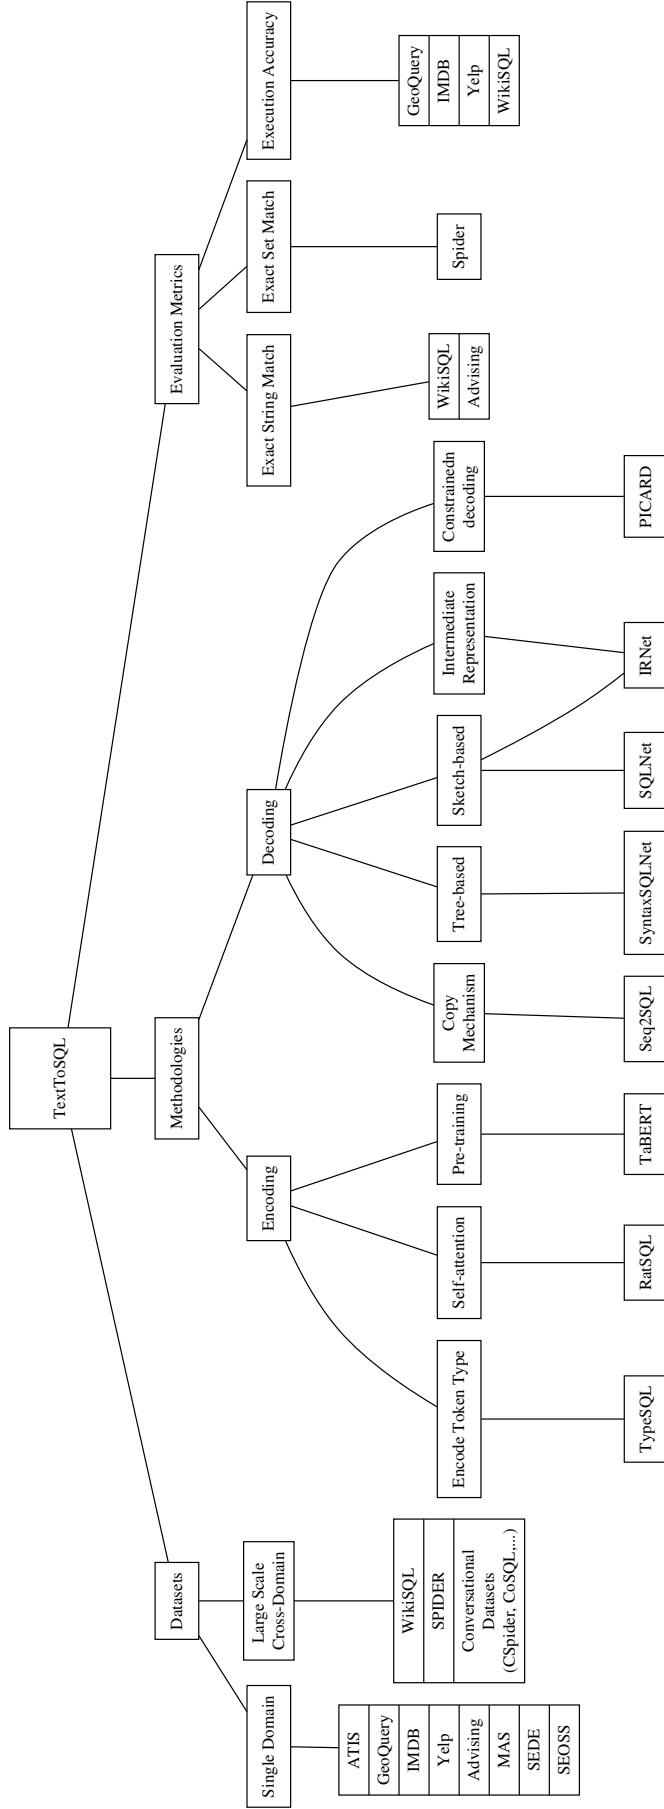 TextToSQL
Datasets
Methodologies
Evaluation Metrics
Single Domain
Large Scale
Cross-Domain
Encoding
Decoding
Exact String Match
Exact Set Match
Execution Accuracy
ATIS
GeoQuery
IMDB
Yelp
Advising
MAS
SEDE
SEOSS
WikiSQL
SPIDER
Conversational
Datasets
(CSpider, CoSQL,...)
Encode Token Type
Self-attention
Pre-training
Copy
Mechanism
Tree-based
Sketch-based
Intermediate
Representation
Constrainedn
decoding
WikiSQL
Advising
Spider
GeoQuery
IMDB
Yelp
WikiSQL
TypeSQL
RatSQL
TaBERT
Seq2SQL
SyntaxSQLNet
SQLNet
IRNet
PICARD